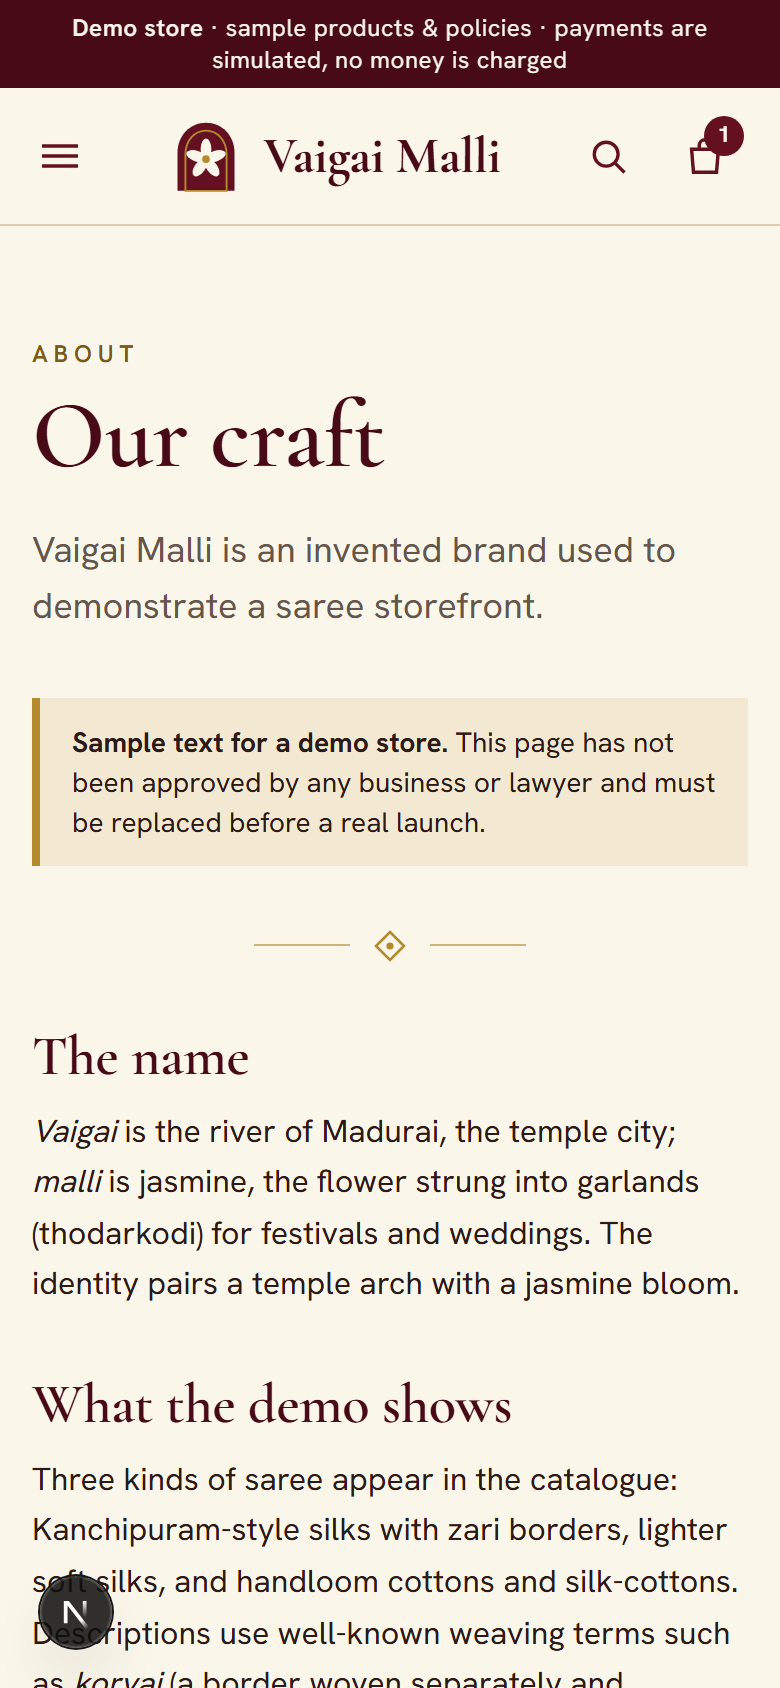 Demo store · sample products & policies · payments are
simulated, no money is charged
Vaigai Malli
1
ABOUT
Our craft
Vaigai Malli is an invented brand used to
demonstrate a saree storefront.
Sample text for a demo store. This page has not
been approved by any business or lawyer and must
be replaced before a real launch.
The name
Vaigai is the river of Madurai, the temple city;
malli is jasmine, the flower strung into garlands
(thodarkodi) for festivals and weddings. The
identity pairs a temple arch with a jasmine bloom.
What the demo shows
Three kinds of saree appear in the catalogue:
Kanchipuram-style silks with zari borders, lighter
soft silks, and handloom cottons and silk-cottons.
N
Descriptions use well-known weaving terms such
as korvai (a border woven separately and